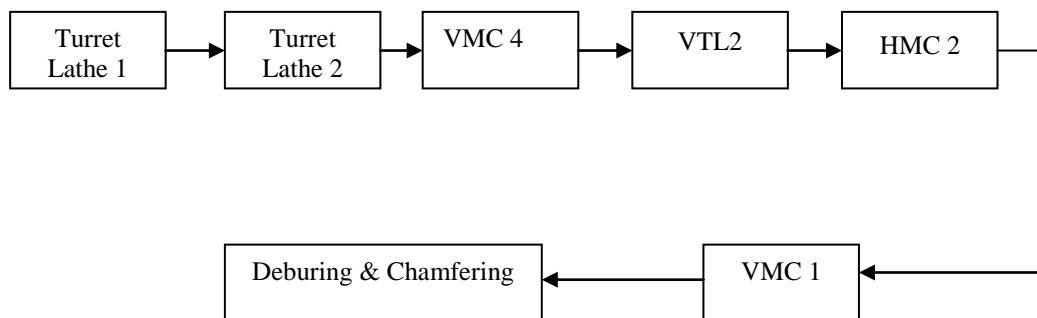 Turret
Lathe 1
Turret
Lathe 2
VMC 4
VTL2
HMC 2
VMC 1
Deburing & Chamfering